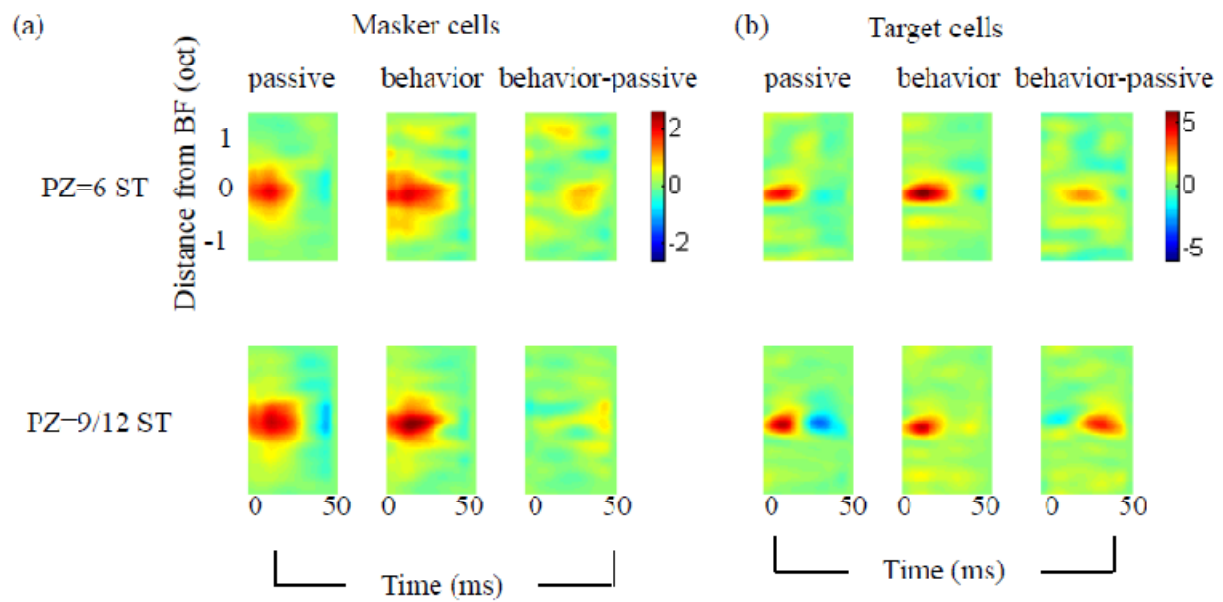 (a)
Masker cells
(b)
Target cells
passive
behavior
behavior-passive
passive
behavior
behavior-passive
Distance from BF (oct)
1
0
-1
PZ=6 ST
2
0
-2
5
0
-5
PZ=9/12 ST
0
50
0
50
0
50
0
50
0
50
0
50
Time (ms)
Time (ms)